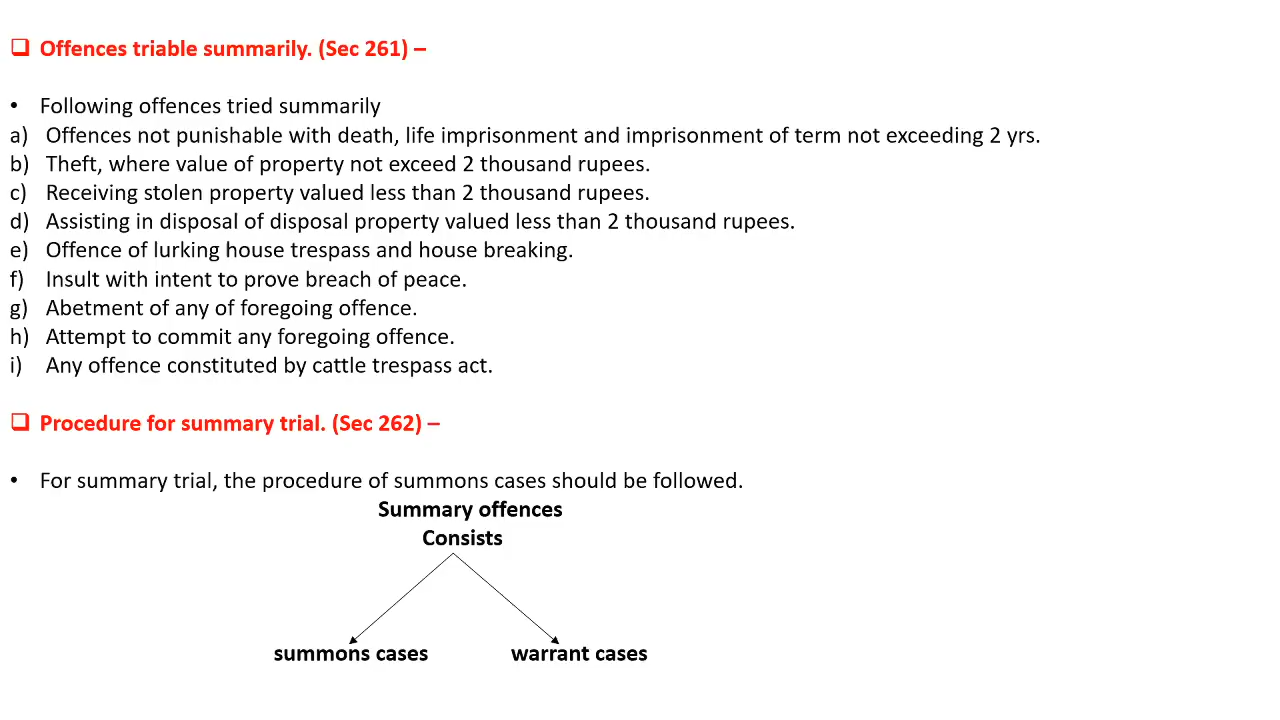 ❑ Offences triable summarily. (Sec 261) –
• Following offences tried summarily
a) Offences not punishable with death, life imprisonment and imprisonment of term not exceeding 2 yrs.
b) Theft, where value of property not exceed 2 thousand rupees.
c) Receiving stolen property valued less than 2 thousand rupees.
d) Assisting in disposal of disposal property valued less than 2 thousand rupees.
e) Offence of lurking house trespass and house breaking.
f) Insult with intent to prove breach of peace.
g) Abetment of any of foregoing offence.
h) Attempt to commit any foregoing offence.
i) Any offence constituted by cattle trespass act.
❑ Procedure for summary trial. (Sec 262) –
• For summary trial, the procedure of summons cases should be followed.
Summary offences
Consists
summons cases
warrant cases